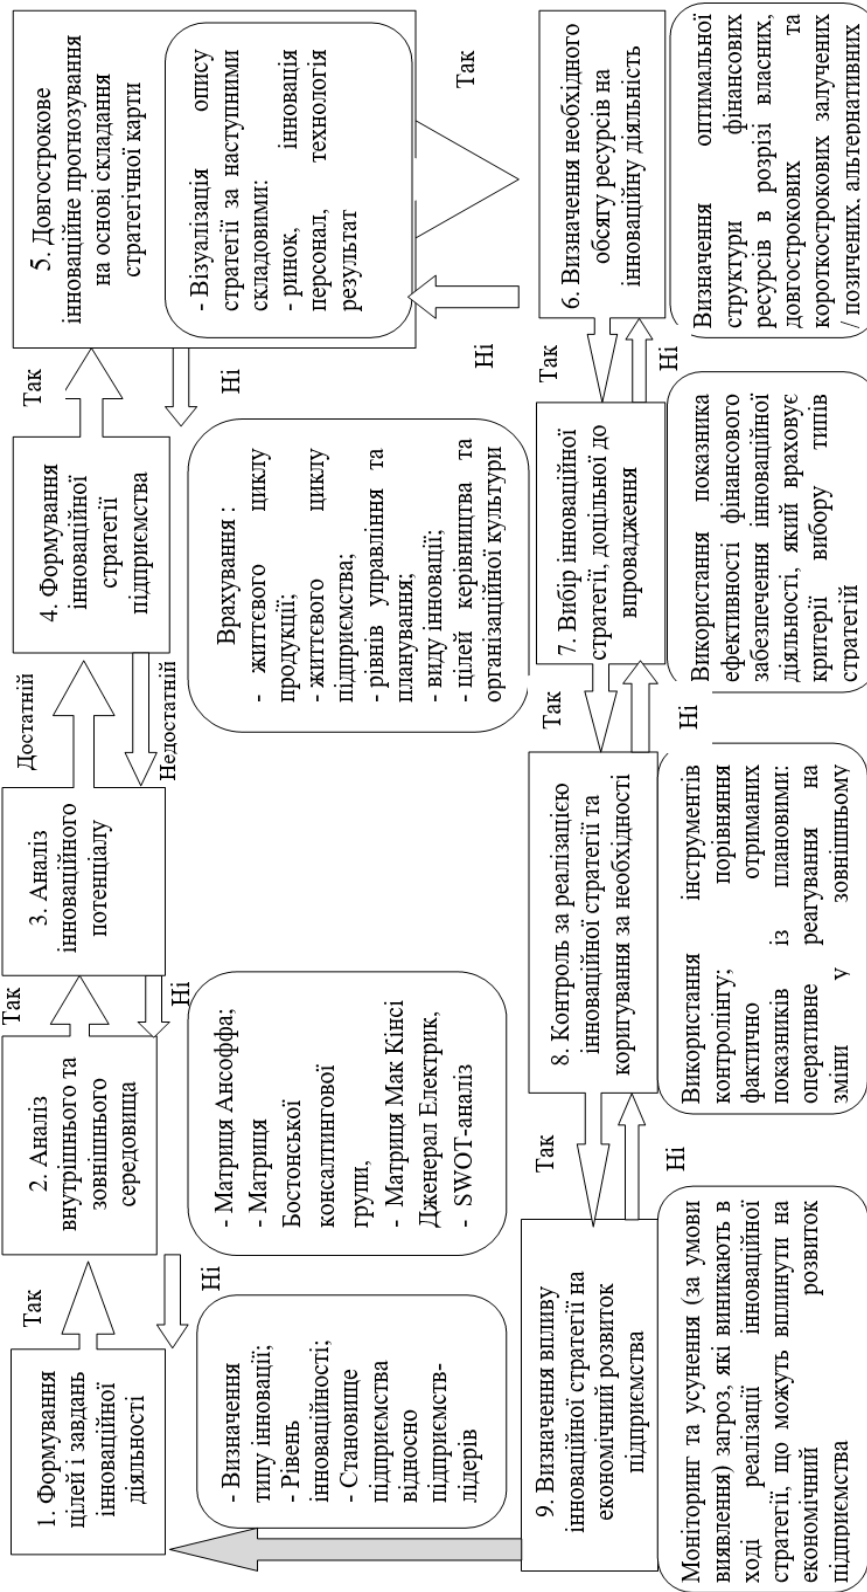 1. Формування
цілей і завдань
інноваційної
діяльності
Так
Ні
- Визначення
типу інновації;
- Рівень
інноваційності;
- Становище
підприємства
відносно
підприємств-
лідерів
2. Аналіз
внутрішнього та
зовнішнього
середовища
Так
Ні
- Матриця Ансоффа;
- Матриця
Бостонської
консалтингової
групи,
- Матриця Мак Кінсі
Дженерал Електрик,
- SWOT-аналіз
3. Аналіз
інноваційного
потенціалу
Достатній
Недостатній
4. Формування
інноваційної
стратегії
підприємства
Так
Ні
Врахування :
- життєвого циклу
продукції;
- життєвого циклу
підприємства;
- рівнів управління та
планування;
- виду інновації;
- цілей керівництва та
організаційної культури
5. Довгострокове
інноваційне прогнозування
на основі складання
стратегічної карти
- Візуалізація опису
стратегії за наступними
складовими:
- ринок, інновація
персонал, технологія
результат
Ні
Так
6. Визначення необхідного
обсягу ресурсів на
інноваційну діяльність
Визначення оптимальної
структури фінансових
ресурсів в розрізі власних,
довгострокових та
короткострокових залучених
/ позичених, альтернативних
Так
Ні
7. Вибір інноваційної
стратегії, доцільної до
впровадження
Використання показника
ефективності фінансового
забезпечення інноваційної
діяльності, який враховує
критерії вибору типів
стратегій
Так
Ні
8. Контроль за реалізацією
інноваційної стратегії та
коригування за необхідності
Використання інструментів
контролінгу; порівняння
фактично отриманих
показників із плановими:
оперативне реагування на
зміни у зовнішньому
Так
Ні
9. Визначення впливу
інноваційної стратегії на
економічний розвиток
підприємства
Моніторинг та усунення (за умови
виявлення) загроз, які виникають в
ході реалізації інноваційної
стратегії, що можуть вплинути на
економічний розвиток
підприємства